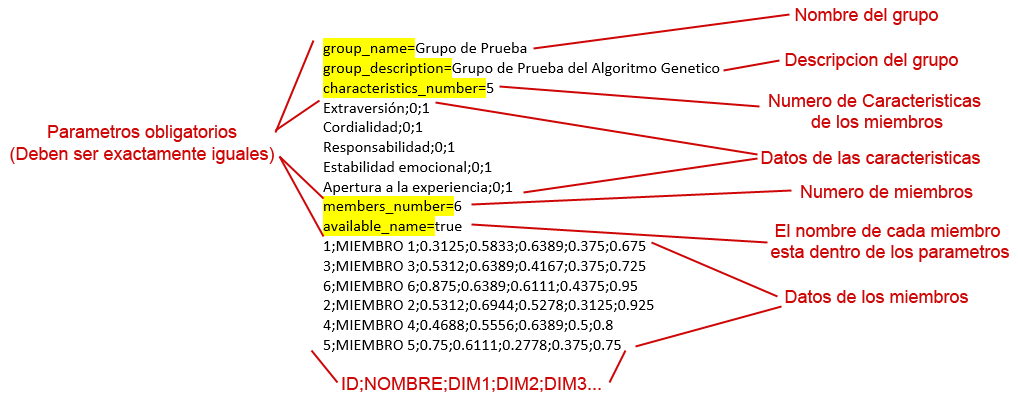 Nombre del grupo
group_name=Grupo de Prueba
Descripcion del grupo
group_description=Grupo de Prueba del Algoritmo Genetico
characteristics_number=5
Numero de Caracteristicas
de los miembros
Extraversión;0;1
Cordialidad;0;1
Parametros obligatorios
(Deben ser exactamente iguales)
Responsabilidad;0;1
Datos de las caracteristicas
Estabilidad emocional;0;1
Apertura a la experiencia;0;1
Numero de miembros
members_number=6
available_name=true
El nombre de cada miembro
esta dentro de los parametros
1;MIEMBRO 1;0.3125;0.5833;0.6389;0.375;0.675
3;MIEMBRO 3;0.5312;0.6389;0.4167;0.375;0.725
6;MIEMBRO 6;0.875;0.6389;0.6111;0.4375;0.95
Datos de los miembros
2;MIEMBRO 2;0.5312;0.6944;0.5278;0.3125;0.925
4;MIEMBRO 4;0.4688;0.5556;0.6389;0.5;0.8
5;MIEMBRO 5;0.75;0.6111;0.2778;0.375;0.75
ID;NOMBRE;DIM1;DIM2;DIM3...